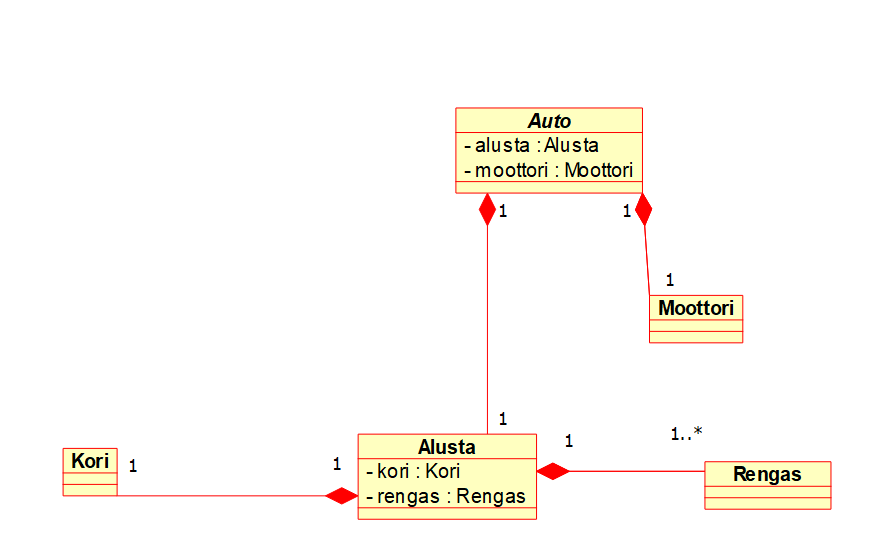 Auto
- alusta : Alusta
- moottori : Moottori
1
1
1
Moottori
1
Alusta
- kori : Kori
- rengas : Rengas
1
1..*
Rengas
Kori
1
1